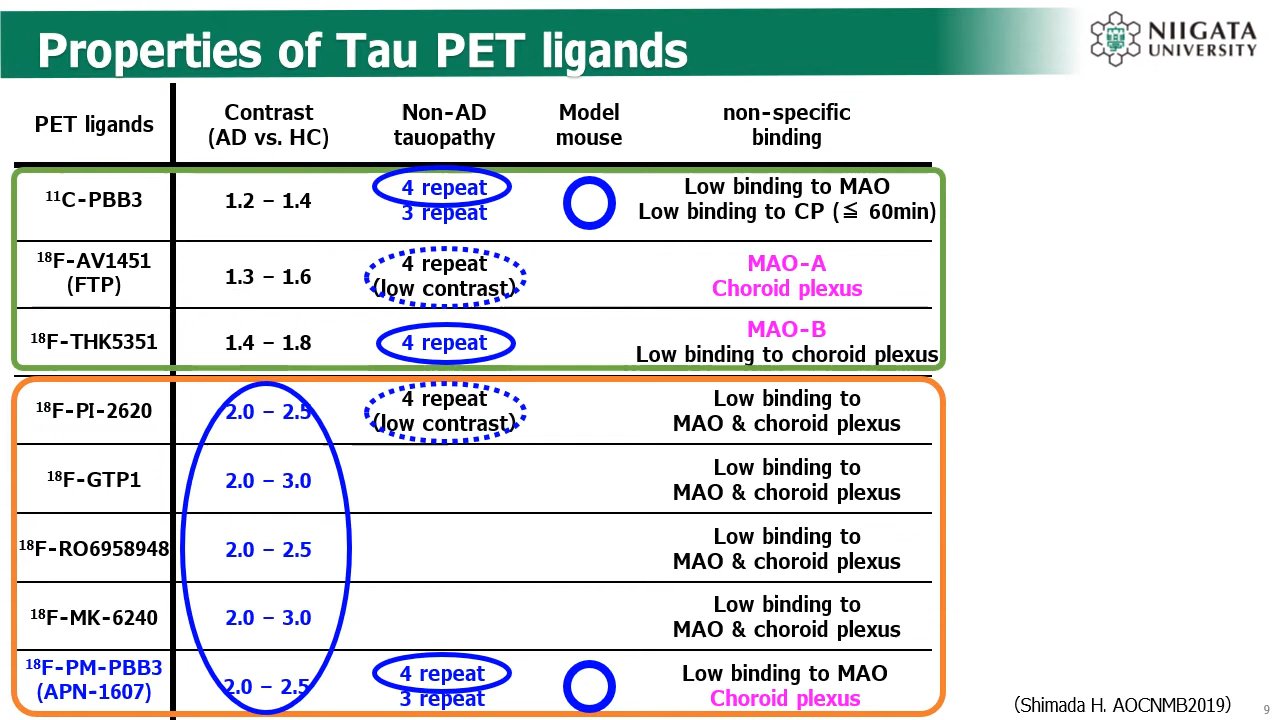 Properties of Tau PET ligands
NIIGATA
UNIVERSITY
PET ligands
Contrast
(AD vs. HC)
Non-AD
tauopathy
Model
mouse
non-specific
binding
¹¹C-PBB3
1.2 – 1.4
4 repeat
3 repeat
Low binding to MAO
Low binding to CP (≦ 60min)
¹⁸F-AV1451
(FTP)
1.3 – 1.6
4 repeat
(low contrast)
MAO-A
Choroid plexus
¹⁸F-THK5351
1.4 – 1.8
4 repeat
MAO-B
Low binding to choroid plexus
¹⁸F-PI-2620
2.0 – 2.5
4 repeat
(low contrast)
Low binding to
MAO & choroid plexus
¹⁸F-GTP1
2.0 – 3.0
Low binding to
MAO & choroid plexus
¹⁸F-RO6958948
2.0 – 2.5
Low binding to
MAO & choroid plexus
¹⁸F-MK-6240
2.0 – 3.0
Low binding to
MAO & choroid plexus
¹⁸F-PM-PBB3
(APN-1607)
2.0 – 2.5
4 repeat
3 repeat
Low binding to MAO
Choroid plexus
(Shimada H. AOCNMB2019)
9